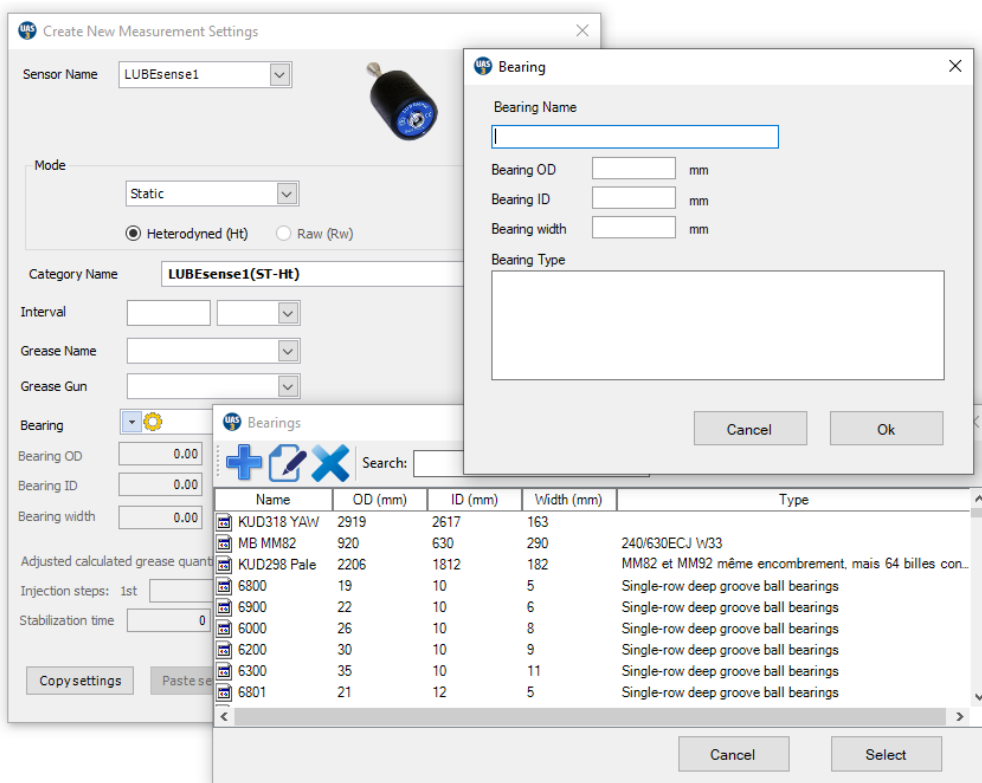 UAS 3 Create New Measurement Settings
Sensor Name LUBEsense1
Mode
Static
Heterodyned (Ht) Raw (Rw)
Category Name LUBEsense1(ST-Ht)
Interval
Grease Name
Grease Gun
Bearing
Bearing OD 0.00
Bearing ID 0.00
Bearing width 0.00
Adjusted calculated grease quant
Injection steps: 1st
Stabilization time 0
Copy settings Paste se
UAS 3 Bearing
Bearing Name
Bearing OD mm
Bearing ID mm
Bearing width mm
Bearing Type
Cancel Ok
UAS 3 Bearings
Search:
Name OD (mm) ID (mm) Width (mm) Type
KUD318 YAW 2919 2617 163
MB MM82 920 630 290 240/630ECJ W33
KUD298 Pale 2206 1812 182 MM82 et MM92 même encombrement, mais 64 billes con...
6800 19 10 5 Single-row deep groove ball bearings
6900 22 10 6 Single-row deep groove ball bearings
6000 26 10 8 Single-row deep groove ball bearings
6200 30 10 9 Single-row deep groove ball bearings
6300 35 10 11 Single-row deep groove ball bearings
6801 21 12 5 Single-row deep groove ball bearings
Cancel Select